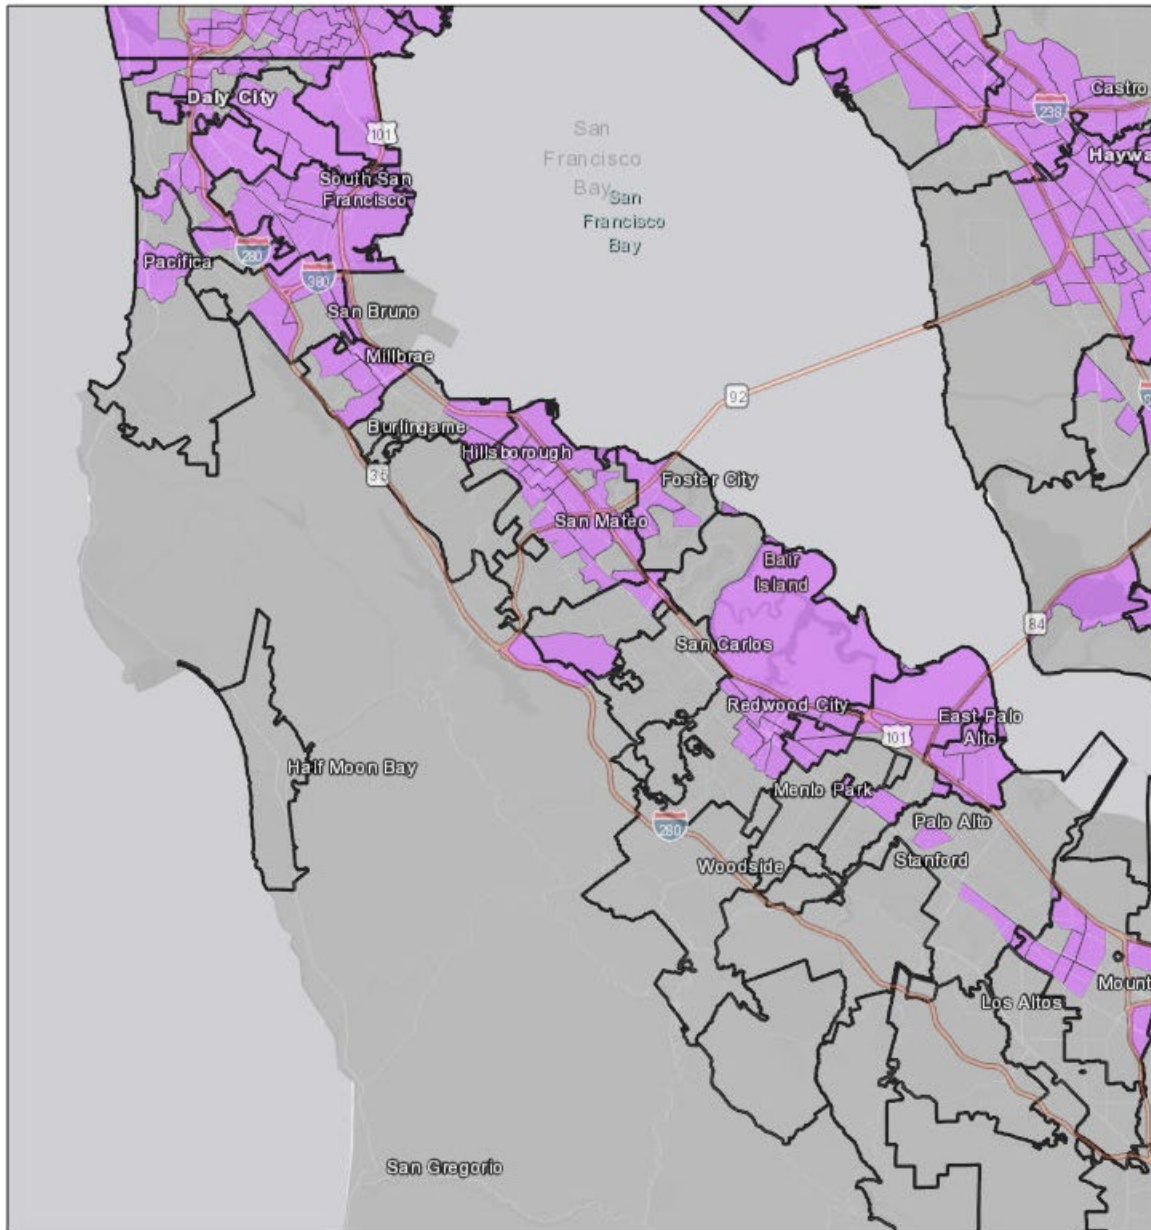 Castro
Daly City
238
101
San
Francisco
Bay
Haywa
South San
Francisco
San
Francisco
Bay
Pacifica
280
380
San Bruno
Millbrae
92
Burlingame
Hillsborough
35
Foster City
San Mateo
Bair
Island
84
San Carlos
Redwood City
East Palo
Alto
101
Half Moon Bay
Menlo Park
Palo Alto
280
Stanford
Woodside
Mount
Los Altos
San Gregorio